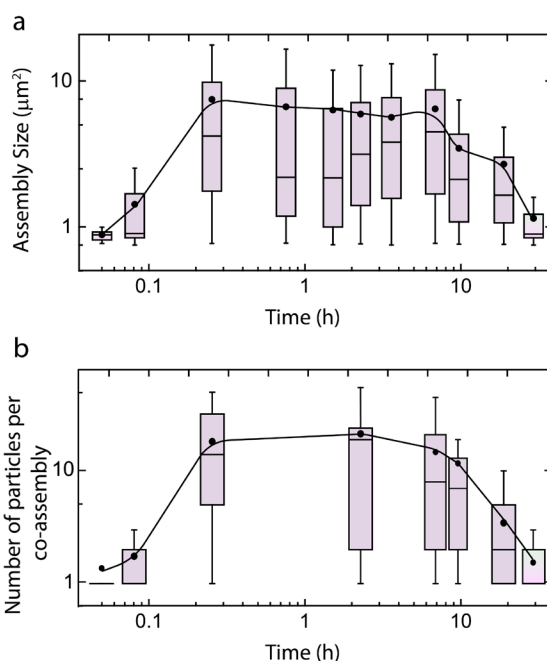 a
Assembly Size (μm²)
10
1
0.1
1
10
Time (h)
b
Number of particles per
co-assembly
10
1
0.1
1
10
Time (h)